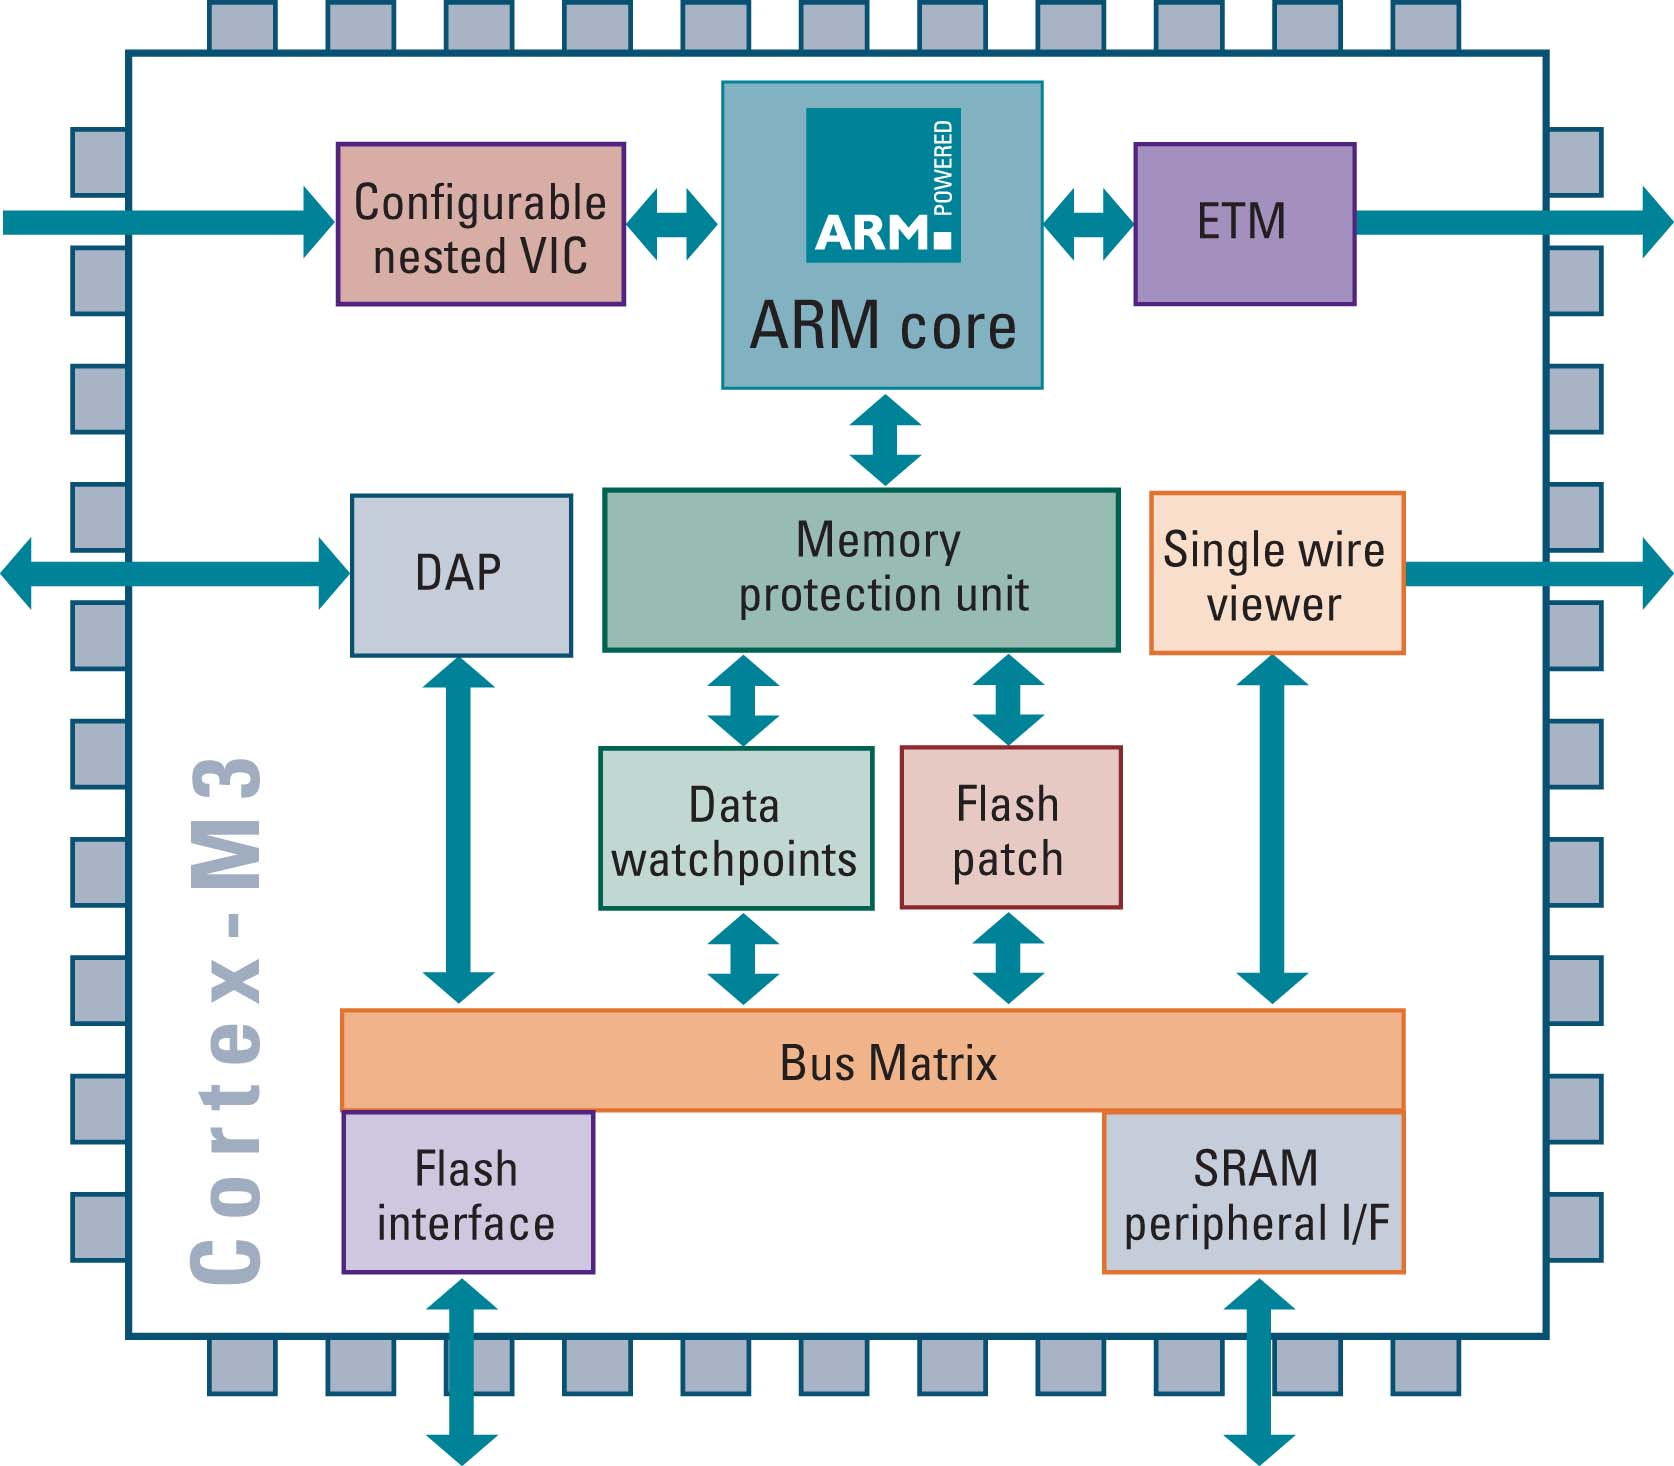 Configurable
nested VIC
ARM
POWERED
ARM core
ETM
DAP
Memory
protection unit
Single wire
viewer
Data
watchpoints
Flash
patch
Cortex-M3
Bus Matrix
Flash
interface
SRAM
peripheral I/F